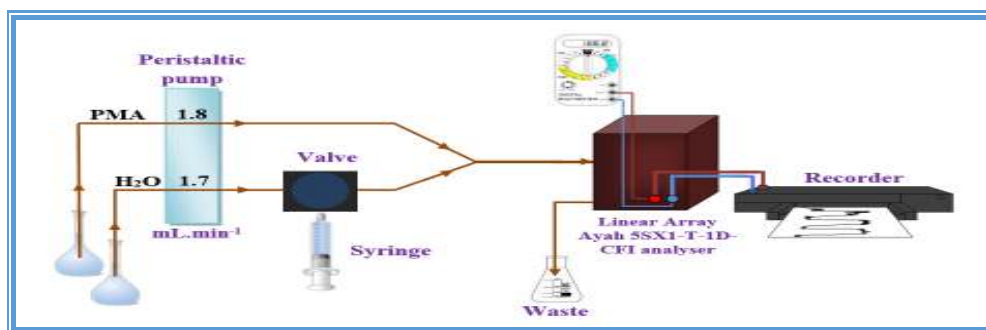 Peristaltic
pump
PMA 1.8
H₂O 1.7
mL.min⁻¹
Valve
Syringe
Linear Array
Ayah 5SX1-T-1D-
CFI analyser
Recorder
Waste